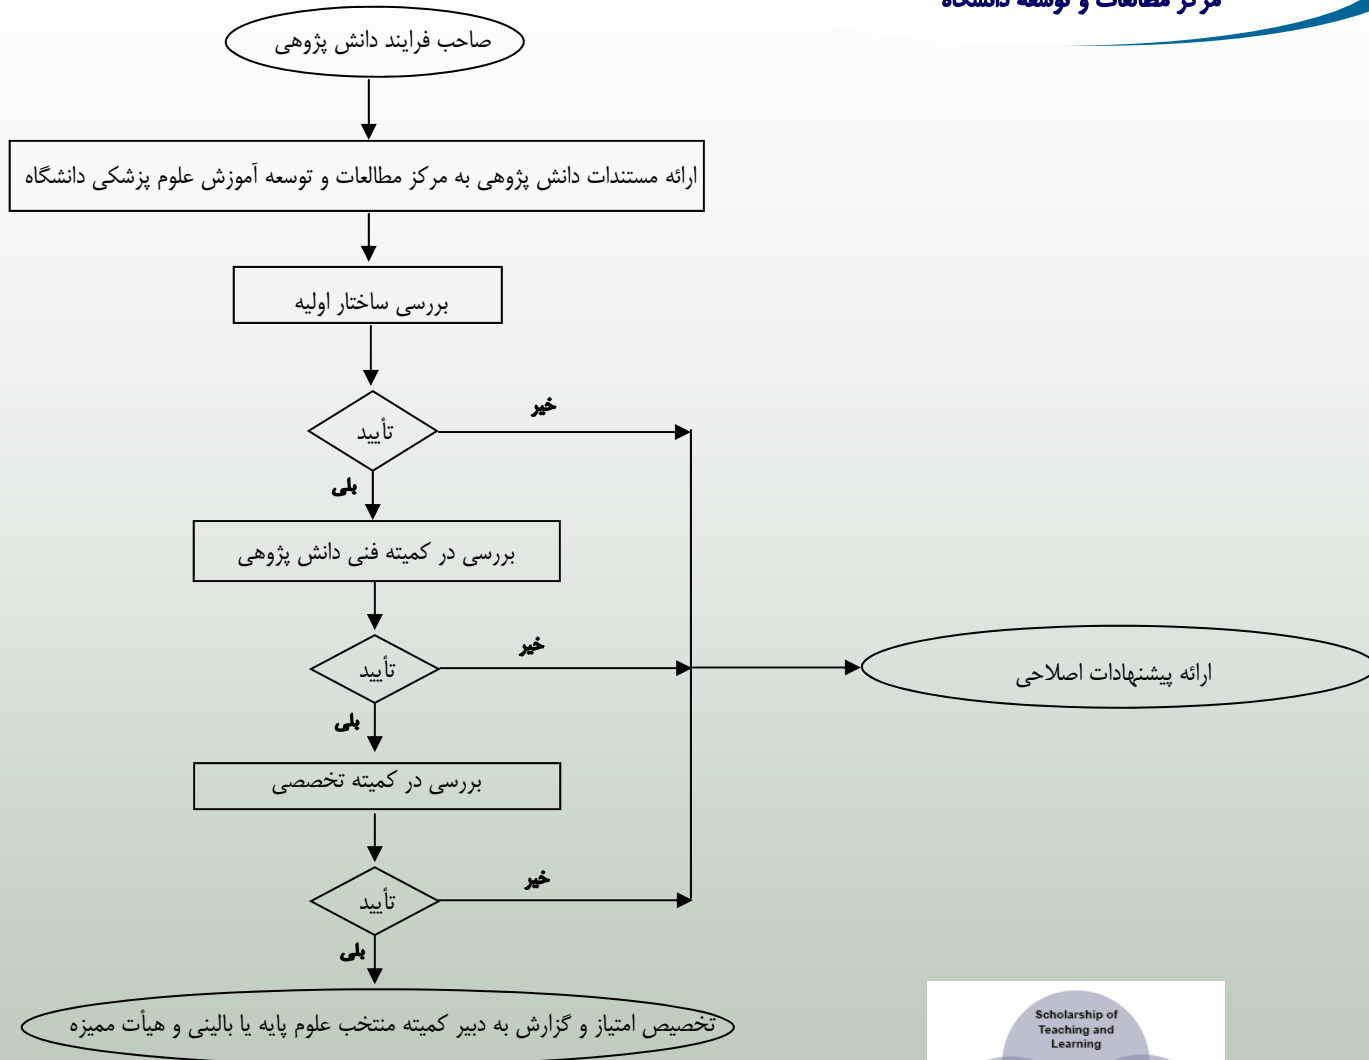 مرکز مطالعات و توسعه دانشگاه
صاحب فرایند دانش پژوهی
ارائه مستندات دانش پژوهی به مرکز مطالعات و توسعه آموزش علوم پزشکی دانشگاه
بررسی ساختار اولیه
تأیید
خیر
بلی
بررسی در کمیته فنی دانش پژوهی
تأیید
خیر
ارائه پیشنهادات اصلاحی
بلی
بررسی در کمیته تخصصی
تأیید
خیر
بلی
تخصیص امتیاز و گزارش به دبیر کمیته منتخب علوم پایه یا بالینی و هیأت ممیزه
Scholarship of
Teaching and
Learning